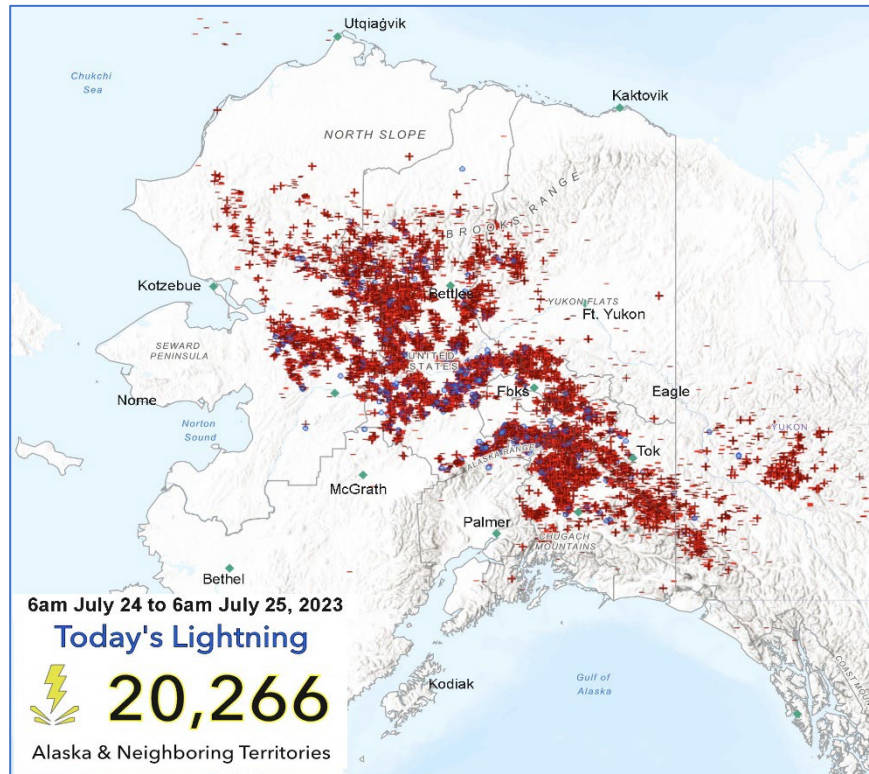 Utqiaġvik
Chukchi
Sea
Kaktovik
NORTH SLOPE
BROOKS RANGE
Kotzebue
Bettles
YUKON FLATS
Ft. Yukon
SEWARD
PENINSULA
UNITED
STATES
Nome
Fbks
Eagle
Norton
Sound
YUKON
ALASKA RANGE
Tok
McGrath
Palmer
CHUGACH
MOUNTAINS
Bethel
6am July 24 to 6am July 25, 2023
Today's Lightning
20,266
Alaska & Neighboring Territories
Kodiak
Gulf of
Alaska